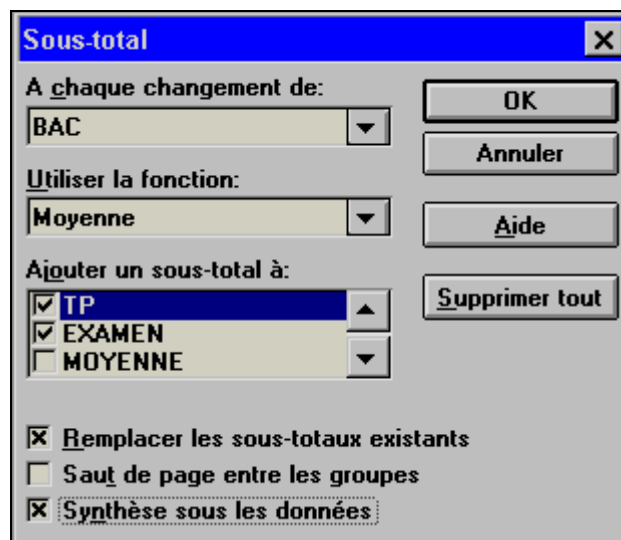 Sous-total
A chaque changement de:
BAC
OK
Annuler
Utiliser la fonction:
Moyenne
Aide
Ajouter un sous-total à:
TP
EXAMEN
MOYENNE
Supprimer tout
Remplacer les sous-totaux existants
Saut de page entre les groupes
Synthèse sous les données